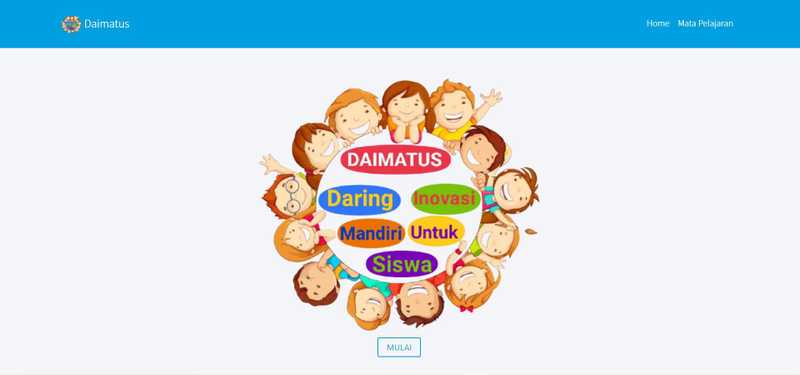 Daimatus
Home Mata Pelajaran
DAIMATUS
Daring Inovasi
Mandiri Untuk
Siswa
MULAI